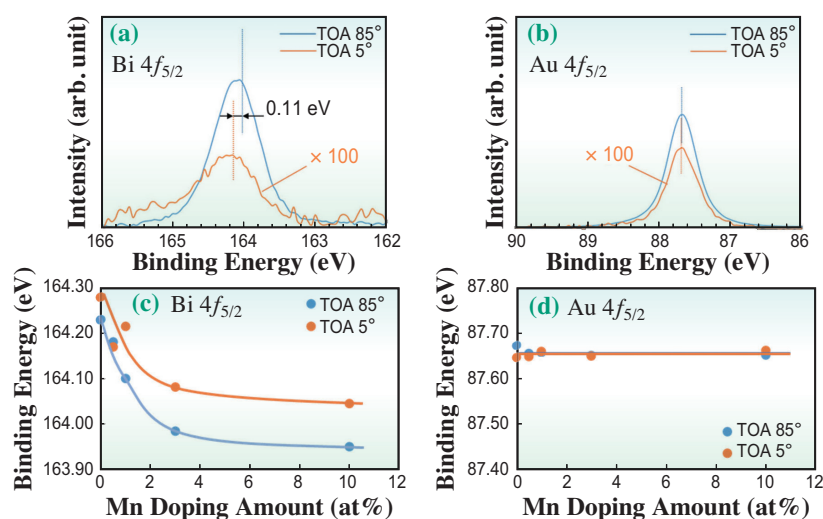 (a)
TOA 85°
TOA 5°
Bi 4f5/2
0.11 eV
× 100
Intensity (arb. unit)
166
165
164
163
162
Binding Energy (eV)
(b)
TOA 85°
TOA 5°
Au 4f5/2
× 100
Intensity (arb. unit)
90
89
88
87
86
Binding Energy (eV)
(c) Bi 4f5/2
TOA 85°
TOA 5°
Binding Energy (eV)
164.30
164.20
164.10
164.00
163.90
0
2
4
6
8
10
12
Mn Doping Amount (at%)
(d) Au 4f5/2
TOA 85°
TOA 5°
Binding Energy (eV)
87.80
87.70
87.60
87.50
87.40
0
2
4
6
8
10
12
Mn Doping Amount (at%)